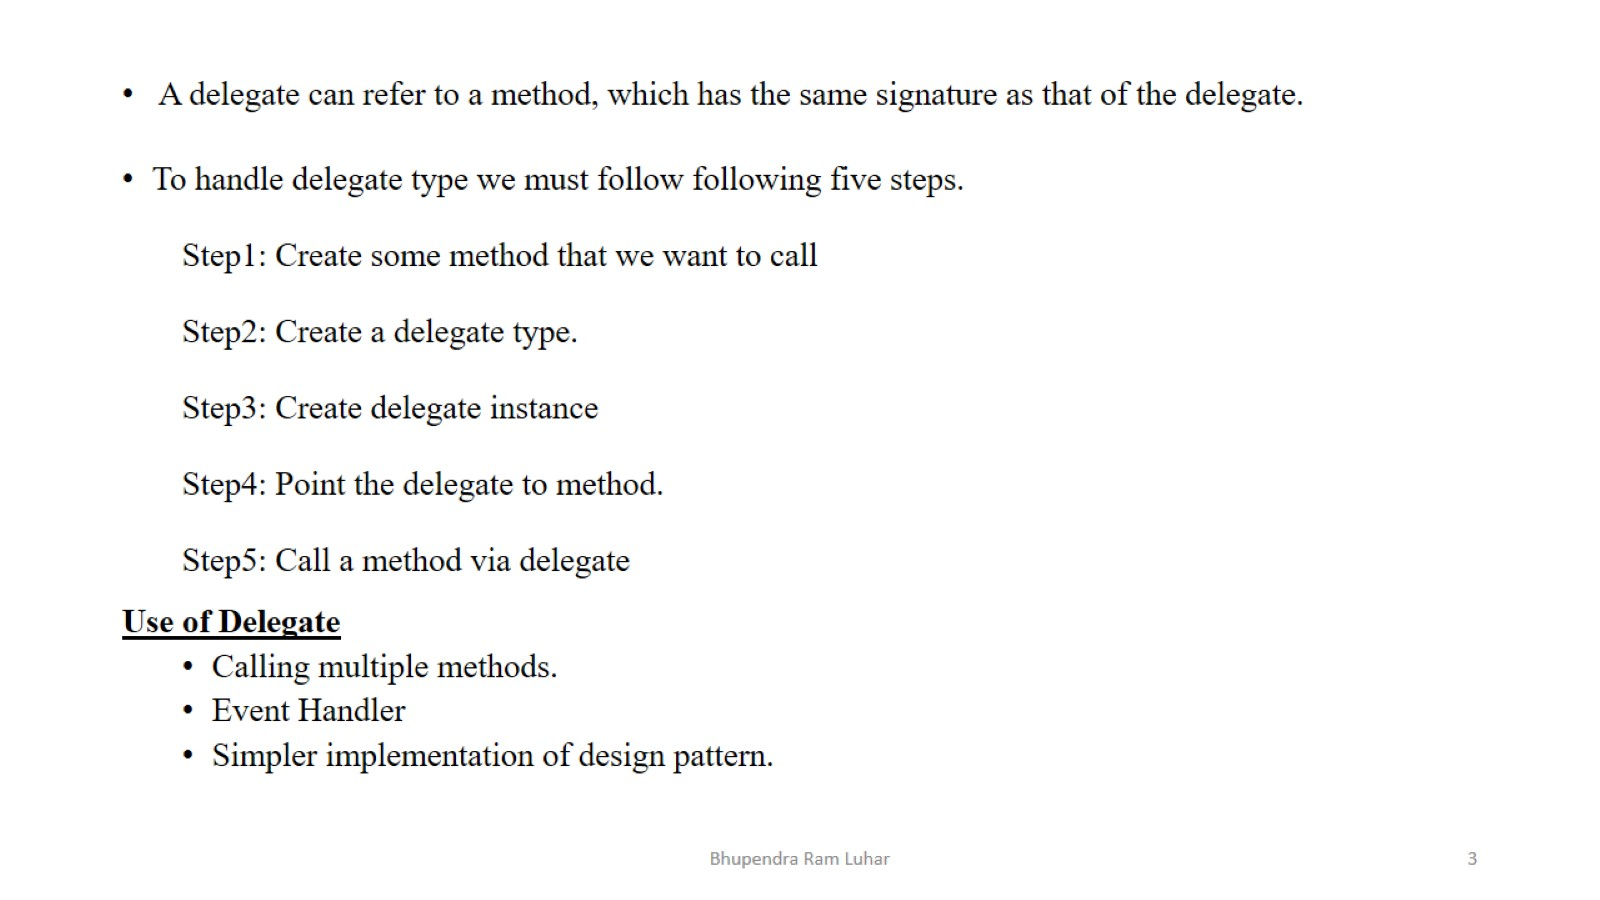 • A delegate can refer to a method, which has the same signature as that of the delegate.
• To handle delegate type we must follow following five steps.
Step1: Create some method that we want to call
Step2: Create a delegate type.
Step3: Create delegate instance
Step4: Point the delegate to method.
Step5: Call a method via delegate
Use of Delegate
• Calling multiple methods.
• Event Handler
• Simpler implementation of design pattern.
Bhupendra Ram Luhar
3